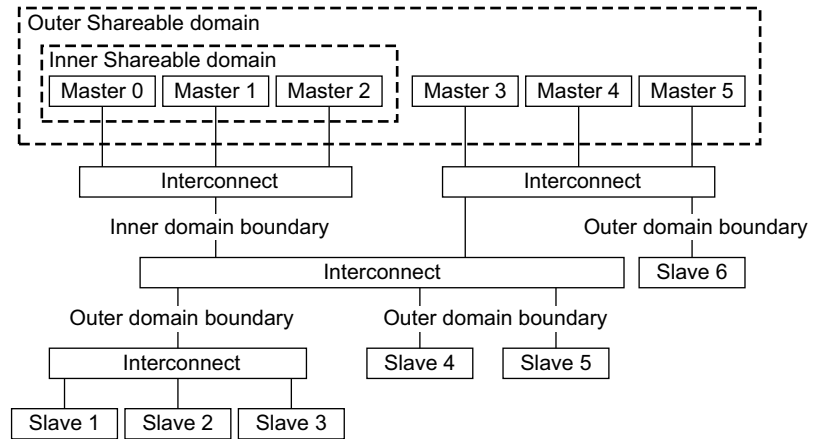 Outer Shareable domain
Inner Shareable domain
Master 0 Master 1 Master 2 Master 3 Master 4 Master 5
Interconnect Interconnect
Inner domain boundary Outer domain boundary
Interconnect Slave 6
Outer domain boundary Outer domain boundary
Interconnect Slave 4 Slave 5
Slave 1 Slave 2 Slave 3